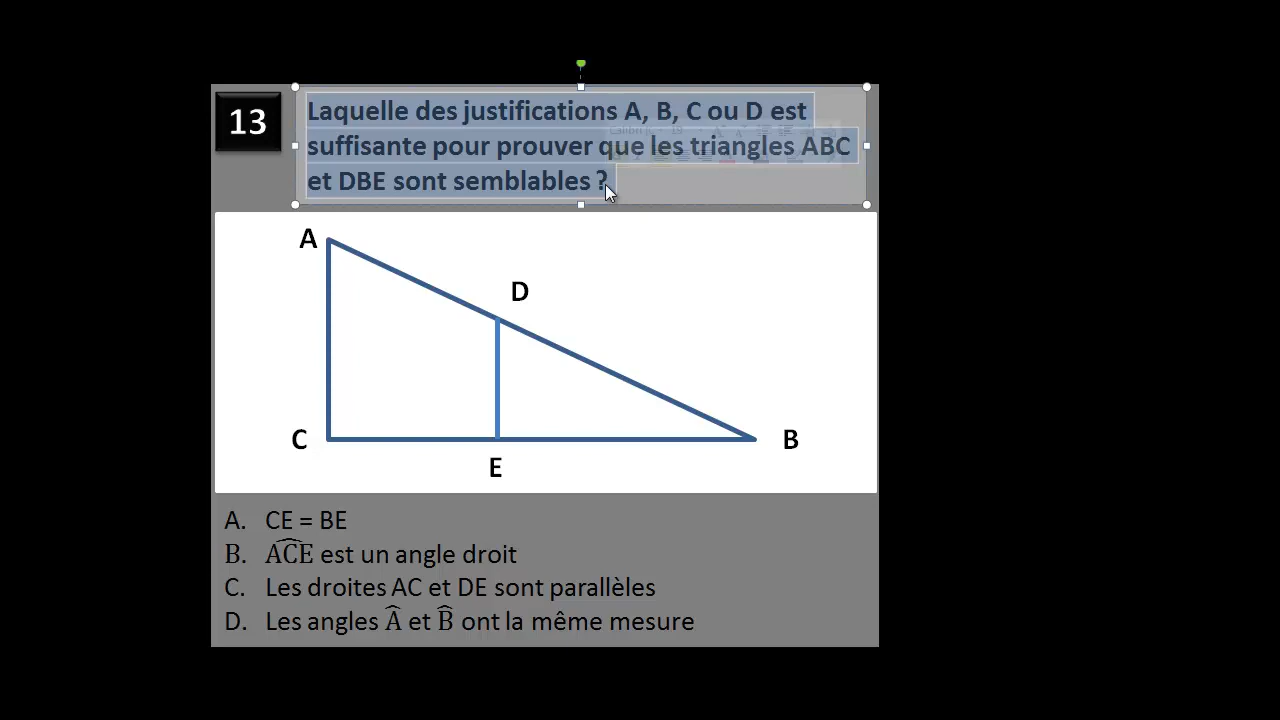 13
Laquelle des justifications A, B, C ou D est
suffisante pour prouver que les triangles ABC
et DBE sont semblables ?
A
D
C
B
E
A. CE = BE
B. A͡CE est un angle droit
C. Les droites AC et DE sont parallèles
D. Les angles Â et B̂ ont la même mesure